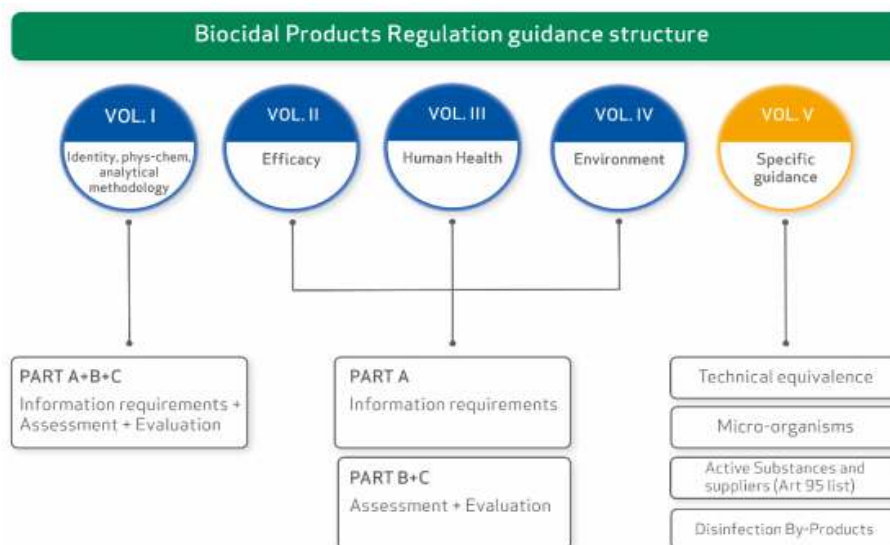 Biocidal Products Regulation guidance structure
VOL. I
Identity, phys-chem,
analytical
methodology
VOL. II
Efficacy
VOL. III
Human Health
VOL. IV
Environment
VOL. V
Specific
guidance
PART A+B+C
Information requirements +
Assessment + Evaluation
PART A
Information requirements
PART B+C
Assessment + Evaluation
Technical equivalence
Micro-organisms
Active Substances and
suppliers (Art 95 list)
Disinfection By-Products